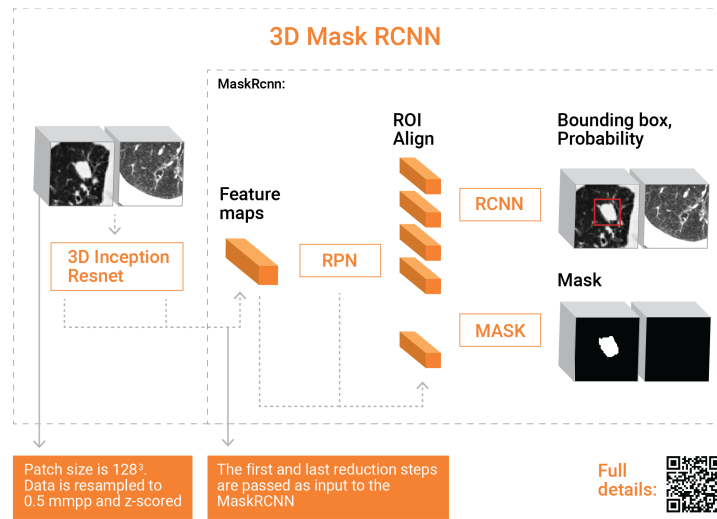 3D Mask RCNN
MaskRcnn:
ROI
Align
Bounding box,
Probability
Feature
maps
RCNN
3D Inception
Resnet
RPN
Mask
MASK
Patch size is 128³.
Data is resampled to
0.5 mmpp and z-scored
The first and last reduction steps
are passed as input to the
MaskRCNN
Full
details: